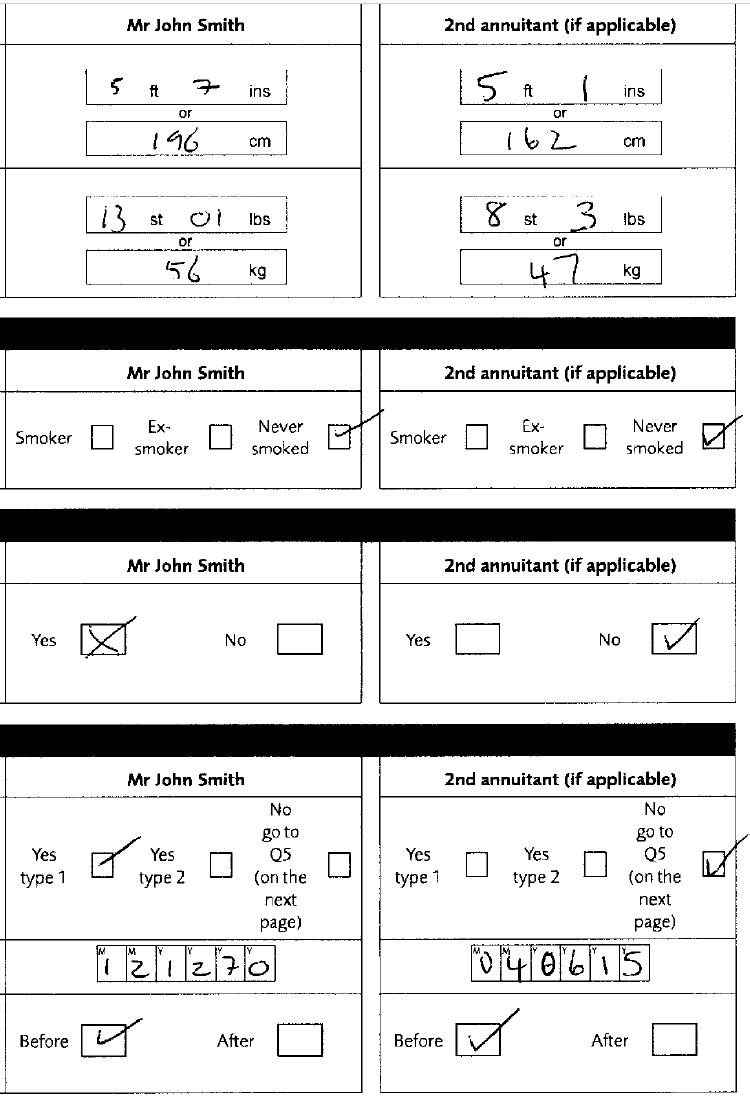 Mr John Smith 2nd annuitant (if applicable)
5 ft 7 ins 5 ft 1 ins
or or
196 cm 162 cm
13 st 01 lbs 8 st 3 lbs
or or
56 kg 47 kg
Mr John Smith 2nd annuitant (if applicable)
Smoker Ex-smoker Never smoked Smoker Ex-smoker Never smoked
Mr John Smith 2nd annuitant (if applicable)
Yes No Yes No
Mr John Smith 2nd annuitant (if applicable)
Yes type 1 Yes type 2 No go to Q5 (on the next page) Yes type 1 Yes type 2 No go to Q5 (on the next page)
M M Y Y Y Y M M Y Y Y Y
1 2 1 2 7 0 0 4 0 6 1 5
Before After Before After